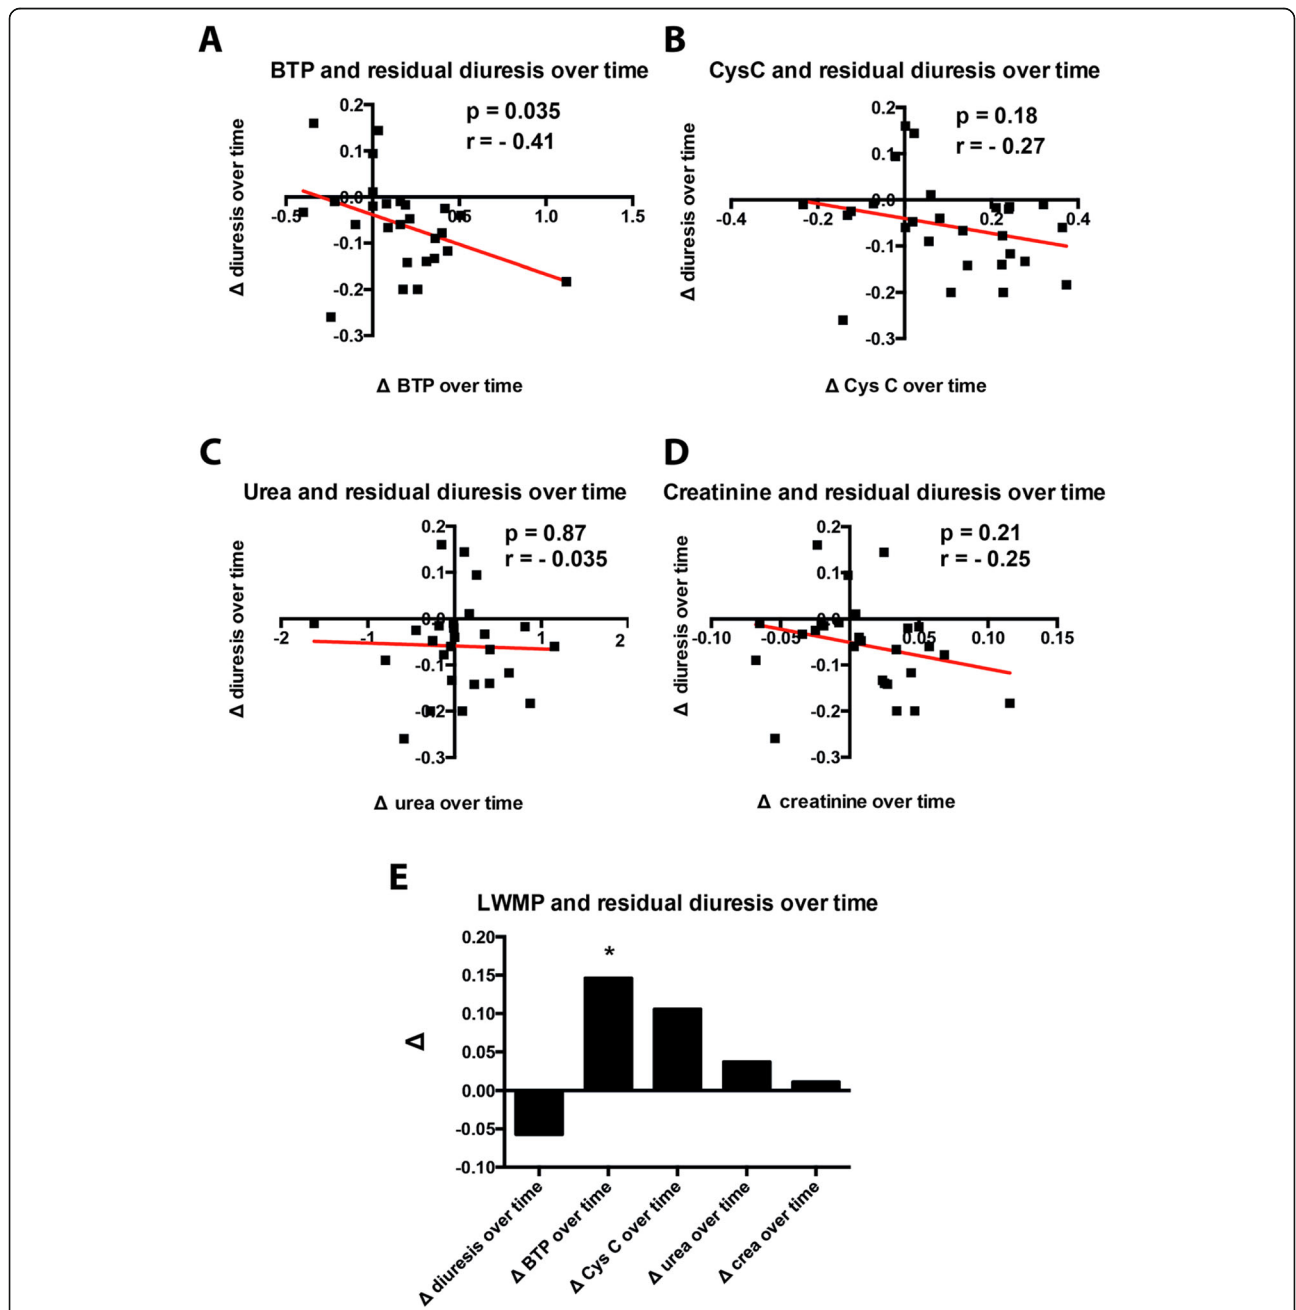 A
BTP and residual diuresis over time
p = 0.035
r = - 0.41
0.2
0.1
0.0
-0.1
-0.2
-0.3
-0.5
0.5
1.0
1.5
Δ diuresis over time
Δ BTP over time
B
CysC and residual diuresis over time
p = 0.18
r = - 0.27
0.2
0.1
0.0
-0.1
-0.2
-0.3
-0.4
-0.2
0.2
0.4
Δ diuresis over time
Δ Cys C over time
C
Urea and residual diuresis over time
p = 0.87
r = - 0.035
0.2
0.1
0.0
-0.1
-0.2
-0.3
-2
-1
1
2
Δ diuresis over time
Δ urea over time
D
Creatinine and residual diuresis over time
p = 0.21
r = - 0.25
0.2
0.1
0.0
-0.1
-0.2
-0.3
-0.10
-0.05
0.05
0.10
0.15
Δ diuresis over time
Δ creatinine over time
E
LWMP and residual diuresis over time
*
0.20
0.15
0.10
0.05
0.00
-0.05
-0.10
Δ
Δ diuresis over time
Δ BTP over time
Δ Cys C over time
Δ urea over time
Δ crea over time